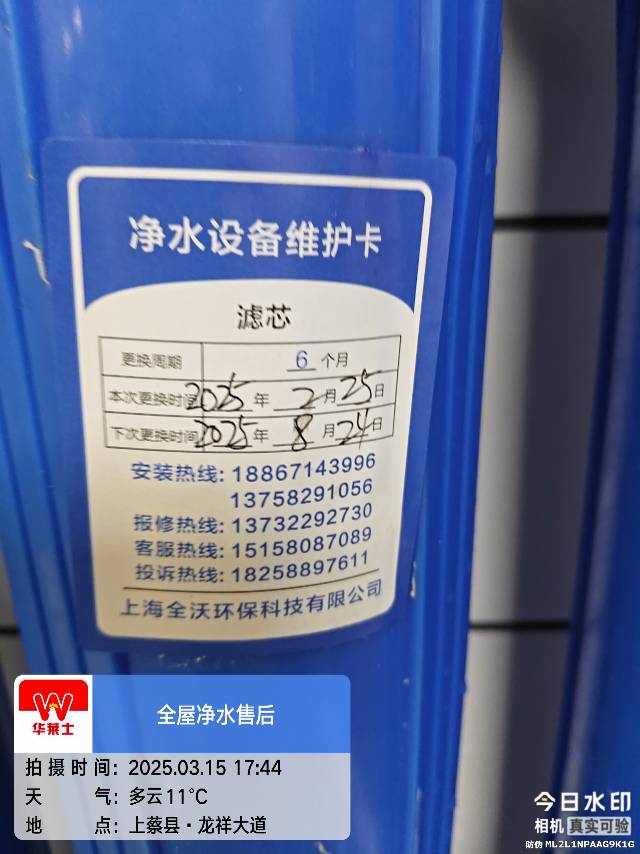 净水设备维护卡
滤芯
更换周期 6 个月
本次更换时间 2025 年 2 月 25 日
下次更换时间 2025 年 8 月 24 日
安装热线: 18867143996
13758291056
报修热线: 13732292730
客服热线: 15158087089
投诉热线: 18258897611
上海全沃环保科技有限公司
华莱士
全屋净水售后
拍摄时间: 2025.03.15 17:44
天气: 多云11°C
地点: 上蔡县·龙祥大道
今日水印
相机 真实可验
防伪 ML2L1NPAAG9K1G